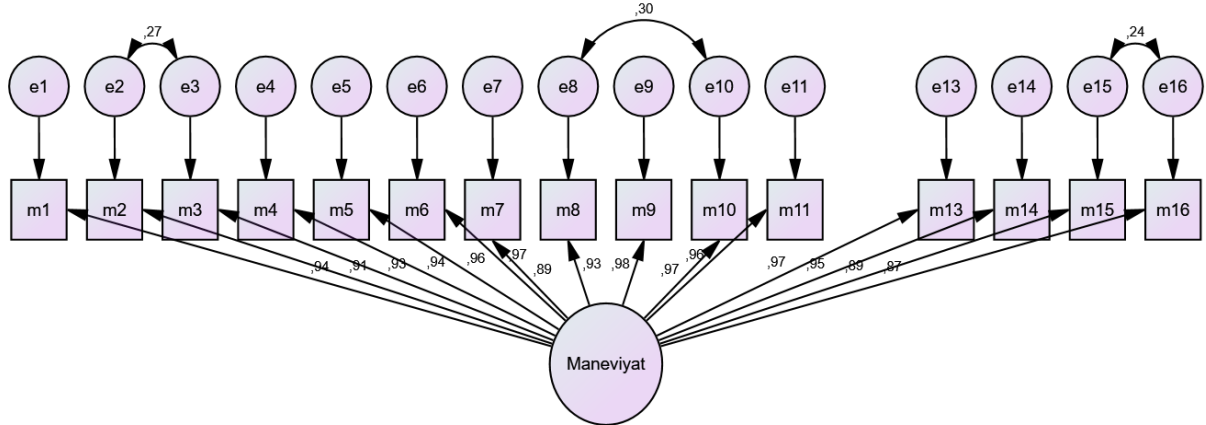 ,27 ,30 ,24
e1 e2 e3 e4 e5 e6 e7 e8 e9 e10 e11 e13 e14 e15 e16
m1 m2 m3 m4 m5 m6 m7 m8 m9 m10 m11 m13 m14 m15 m16
,94 ,91 ,93 ,94 ,96 ,97 ,89 ,93 ,98 ,97 ,96 ,97 ,95 ,89 ,87
Maneviyat